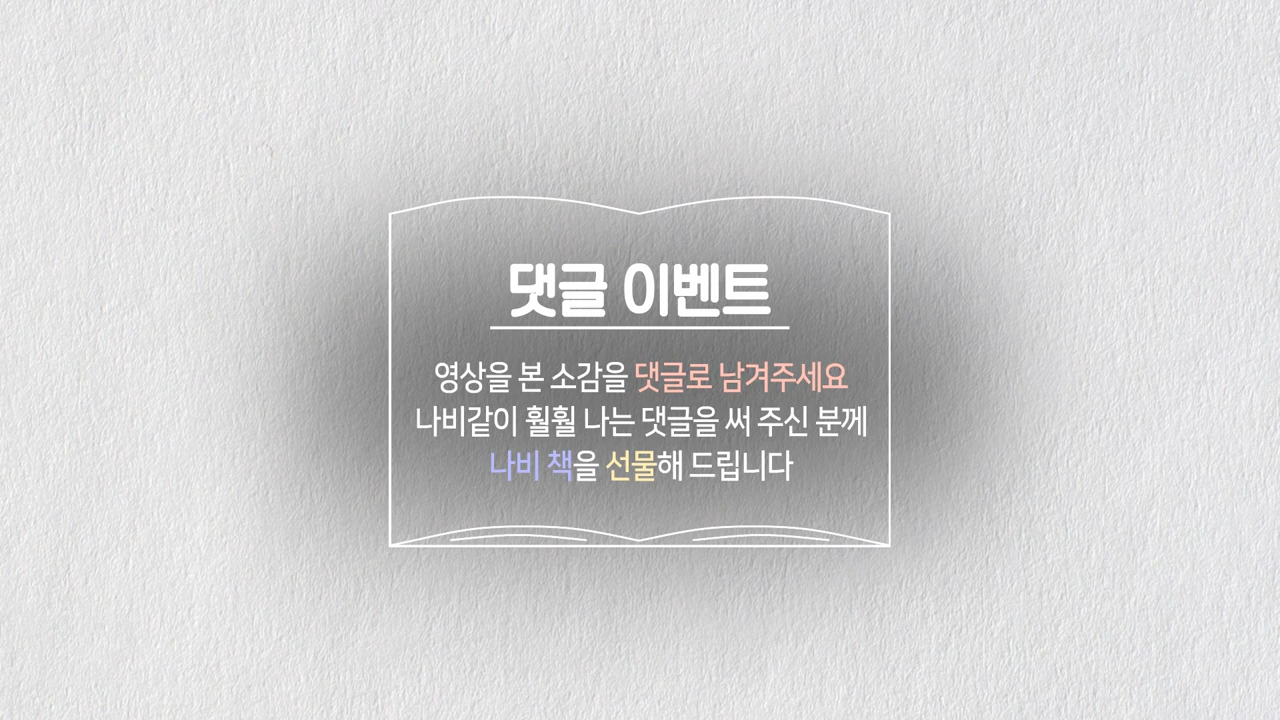 댓글 이벤트
영상을 본 소감을 댓글로 남겨주세요
나비같이 훨훨 나는 댓글을 써 주신 분께
나비 책을 선물해 드립니다